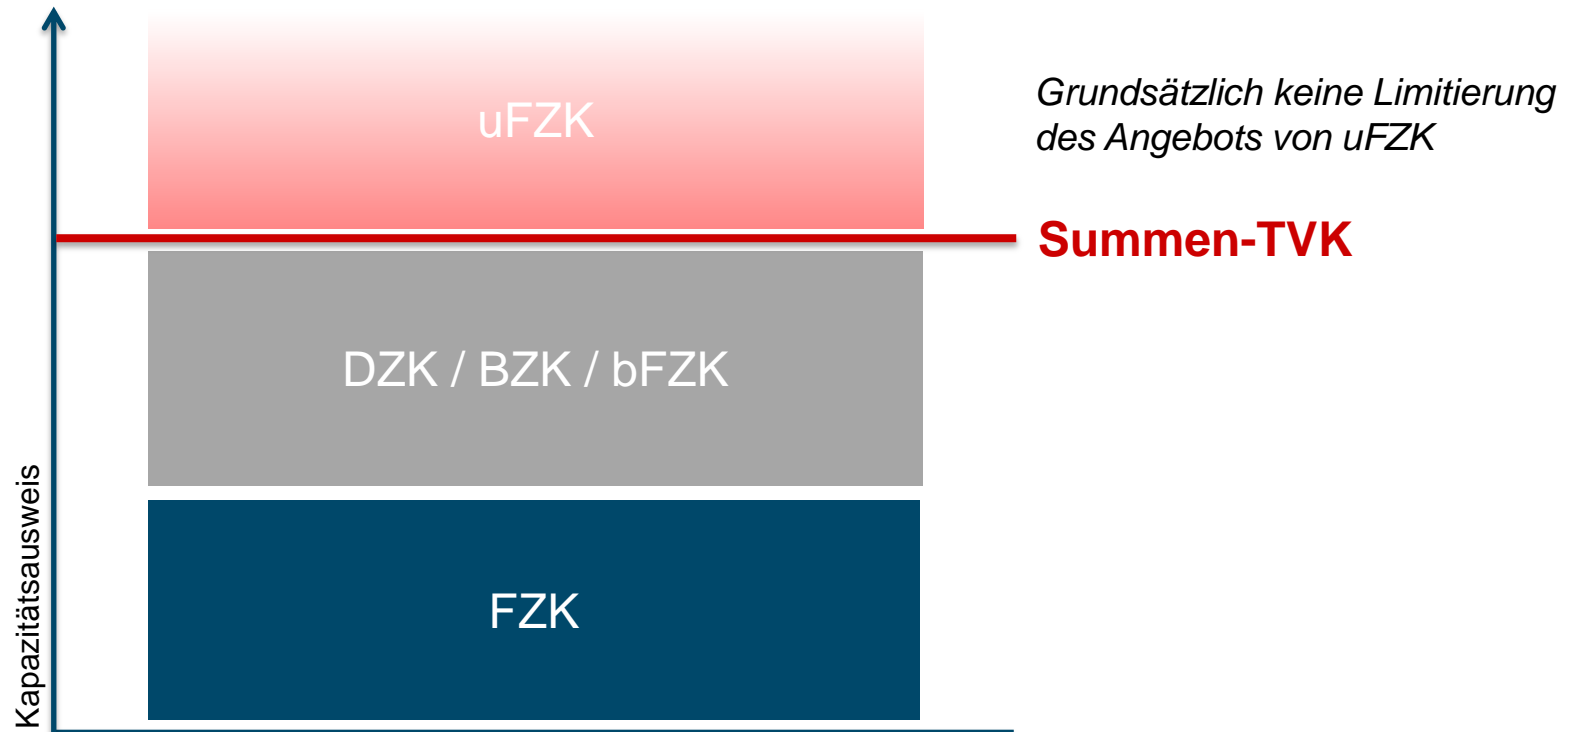 uFZK
Grundsätzlich keine Limitierung
des Angebots von uFZK
Summen-TVK
DZK / BZK / bFZK
FZK
Kapazitätsausweis